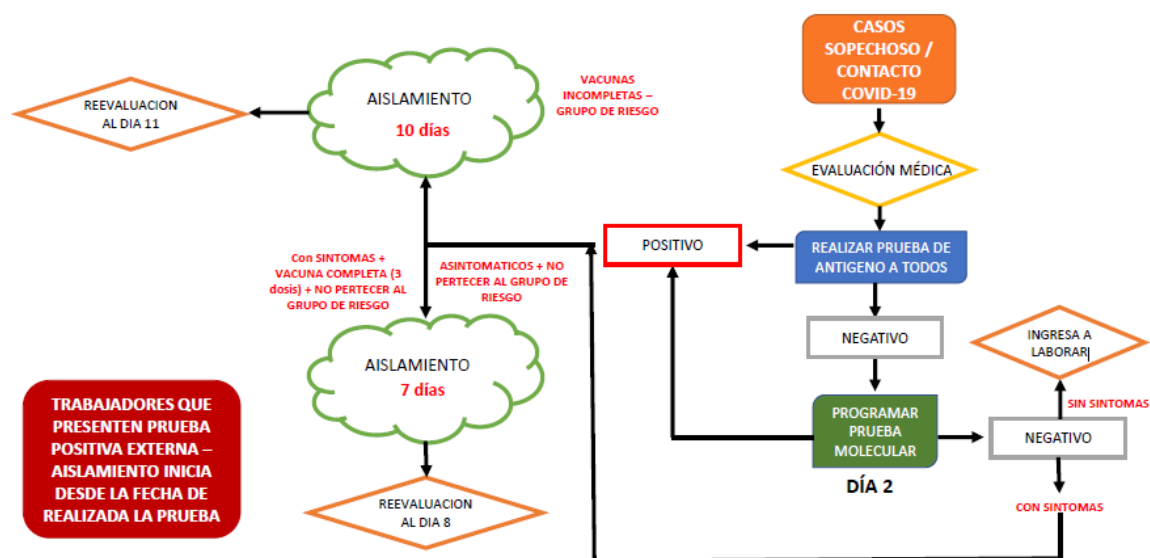 CASOS
SOPECHOSO /
CONTACTO
COVID-19
EVALUACIÓN MÉDICA
REALIZAR PRUEBA DE
ANTIGENO A TODOS
POSITIVO
NEGATIVO
PROGRAMAR
PRUEBA
MOLECULAR
DÍA 2
NEGATIVO
SIN SINTOMAS
INGRESA A
LABORAR
CON SINTOMAS
VACUNAS
INCOMPLETAS –
GRUPO DE RIESGO
AISLAMIENTO
10 días
REEVALUACION
AL DIA 11
Con SINTOMAS +
VACUNA COMPLETA (3
dosis) + NO PERTECER AL
GRUPO DE RIESGO
ASINTOMATICOS + NO
PERTECER AL GRUPO DE
RIESGO
AISLAMIENTO
7 días
REEVALUACION
AL DIA 8
TRABAJADORES QUE
PRESENTEN PRUEBA
POSITIVA EXTERNA –
AISLAMIENTO INICIA
DESDE LA FECHA DE
REALIZADA LA PRUEBA